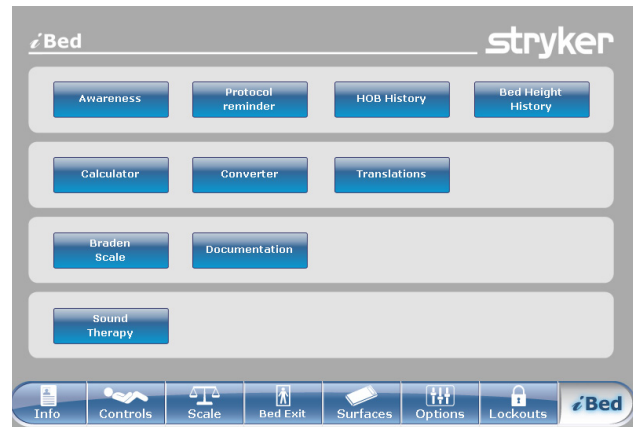 iBed
stryker
Awareness
Protocol
reminder
HOB History
Bed Height
History
Calculator
Converter
Translations
Braden
Scale
Documentation
Sound
Therapy
Info
Controls
Scale
Bed Exit
Surfaces
Options
Lockouts
iBed